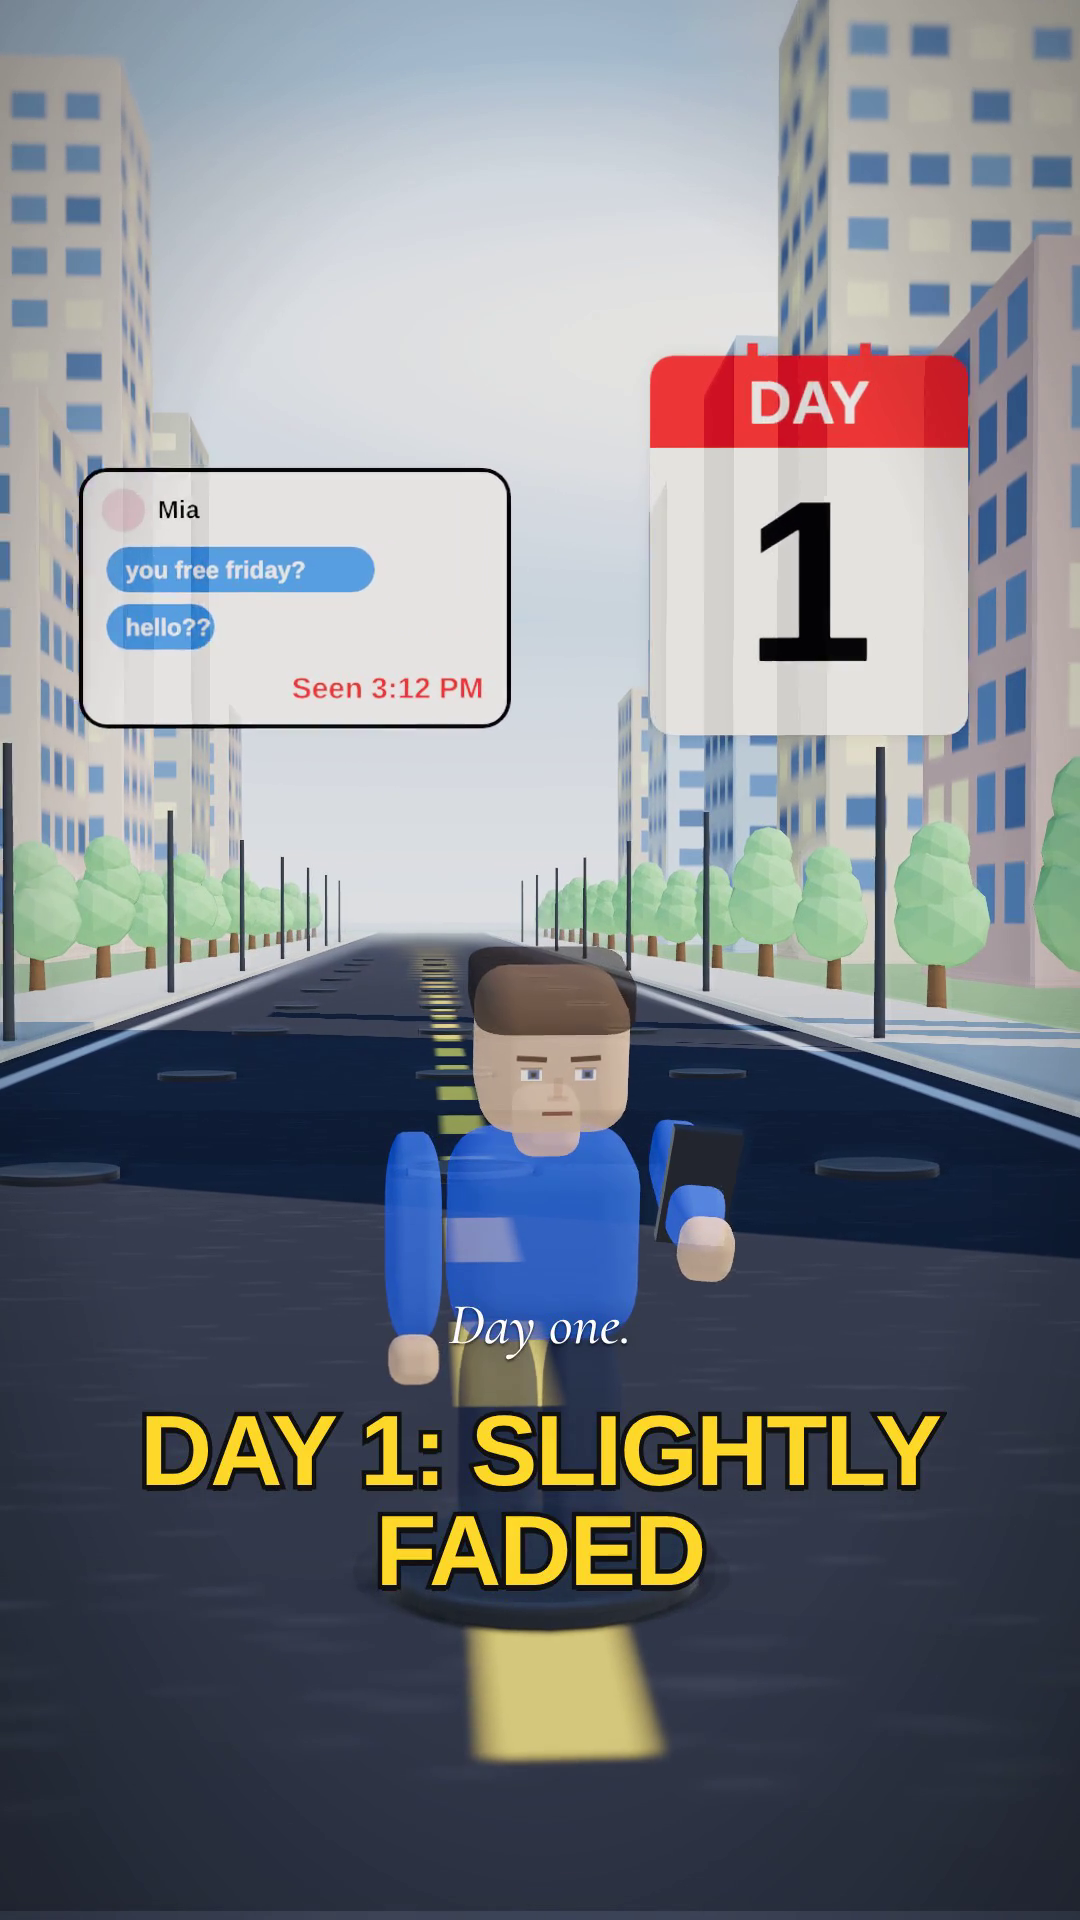 DAY
1
Mia
you free friday?
hello??
Seen 3:12 PM
Day one.
DAY 1: SLIGHTLY
FADED